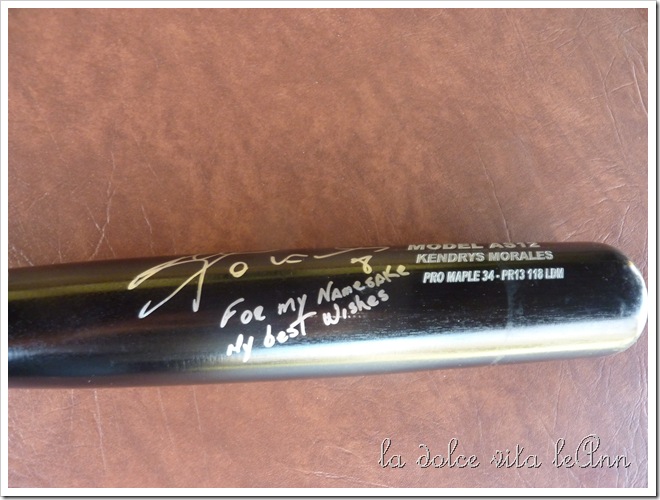 MODEL AS12
KENDRYS MORALES
PRO MAPLE 34 - PR13 118 LDM
8
For my Namesake
My best Wishes
la dolce vita leAnn